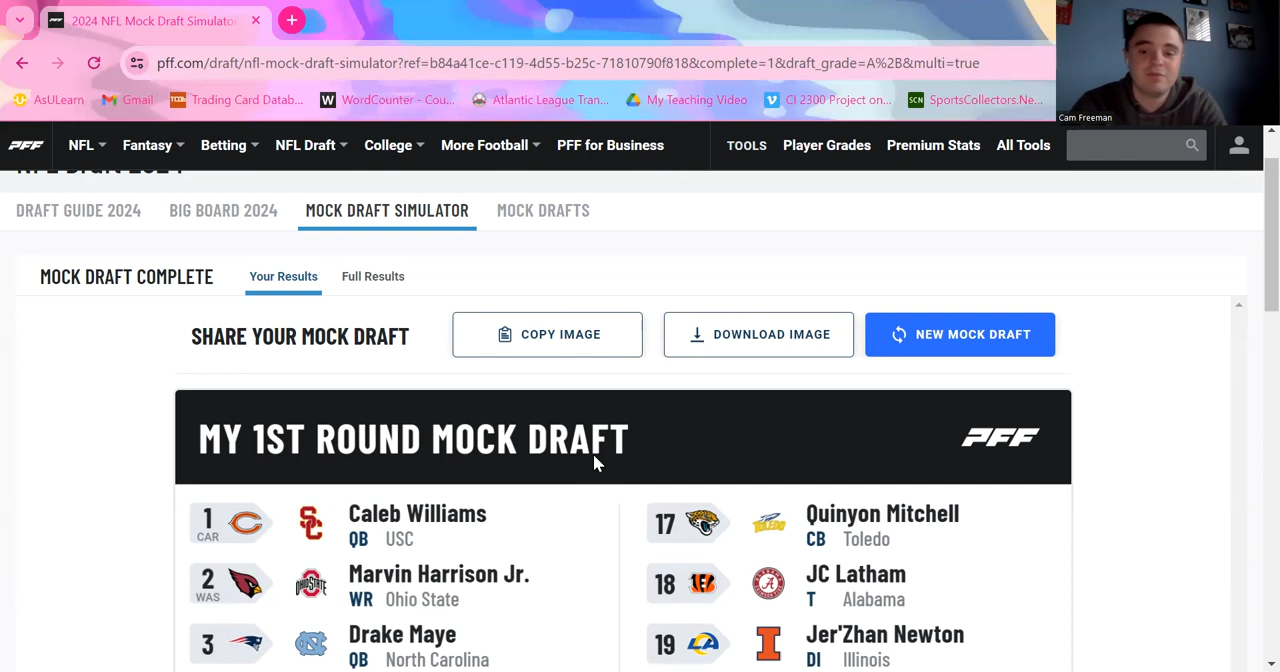 2024 NFL Mock Draft Simulator
pff.com/draft/nfl-mock-draft-simulator?ref=b84a41ce-c119-4d55-b25c-71810790f818&complete=1&draft_grade=A%2B&multi=true
AsULearn Gmail Trading Card Datab... WordCounter - Cou... Atlantic League Tran... My Teaching Video CI 2300 Project on... SportsCollectors.Ne...
Cam Freeman
PFF NFL Fantasy Betting NFL Draft College More Football PFF for Business TOOLS Player Grades Premium Stats All Tools
NFL Draft 2024
DRAFT GUIDE 2024 BIG BOARD 2024 MOCK DRAFT SIMULATOR MOCK DRAFTS
MOCK DRAFT COMPLETE Your Results Full Results
SHARE YOUR MOCK DRAFT COPY IMAGE DOWNLOAD IMAGE NEW MOCK DRAFT
MY 1ST ROUND MOCK DRAFT PFF
1 CAR Caleb Williams
QB USC
2 WAS Marvin Harrison Jr.
WR Ohio State
3 Drake Maye
QB North Carolina
17 Quinyon Mitchell
CB Toledo
18 JC Latham
T Alabama
19 Jer'Zhan Newton
DI Illinois